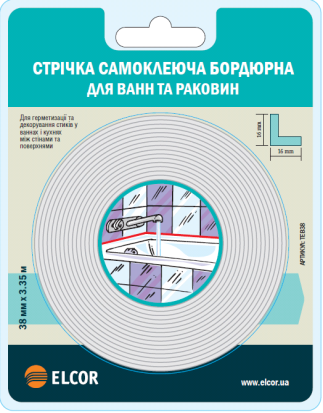 СТРІЧКА САМОКЛЕЮЧА БОРДЮРНА
ДЛЯ ВАНН ТА РАКОВИН
Для герметизації та
декорування стиків у
ваннах і кухнях
між стінами та
поверхнями
16 mm
16 mm
АРТИКУЛ: TEB38
38 мм х 3.35 м
ELCOR
www.elcor.ua